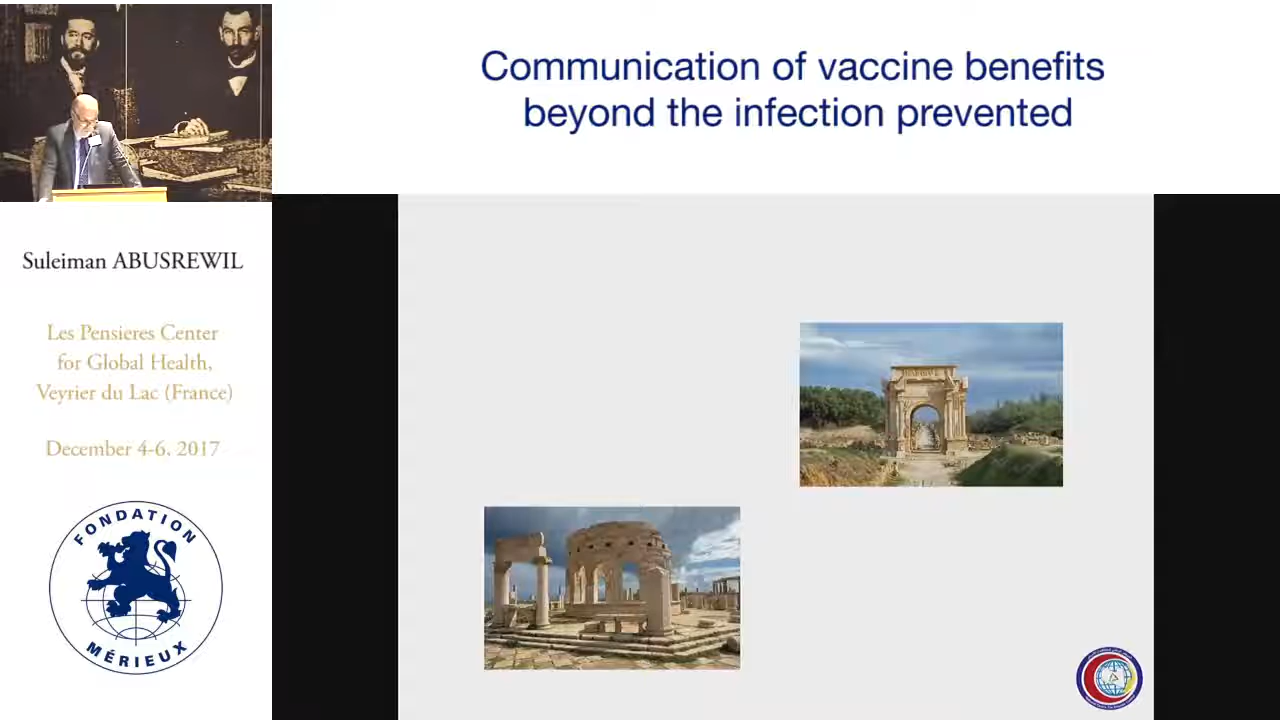 Communication of vaccine benefits
beyond the infection prevented
Suleiman ABUSREWIL
Les Pensieres Center
for Global Health,
Veyrier du Lac (France)
December 4-6, 2017
FONDATION
MÉRIEUX